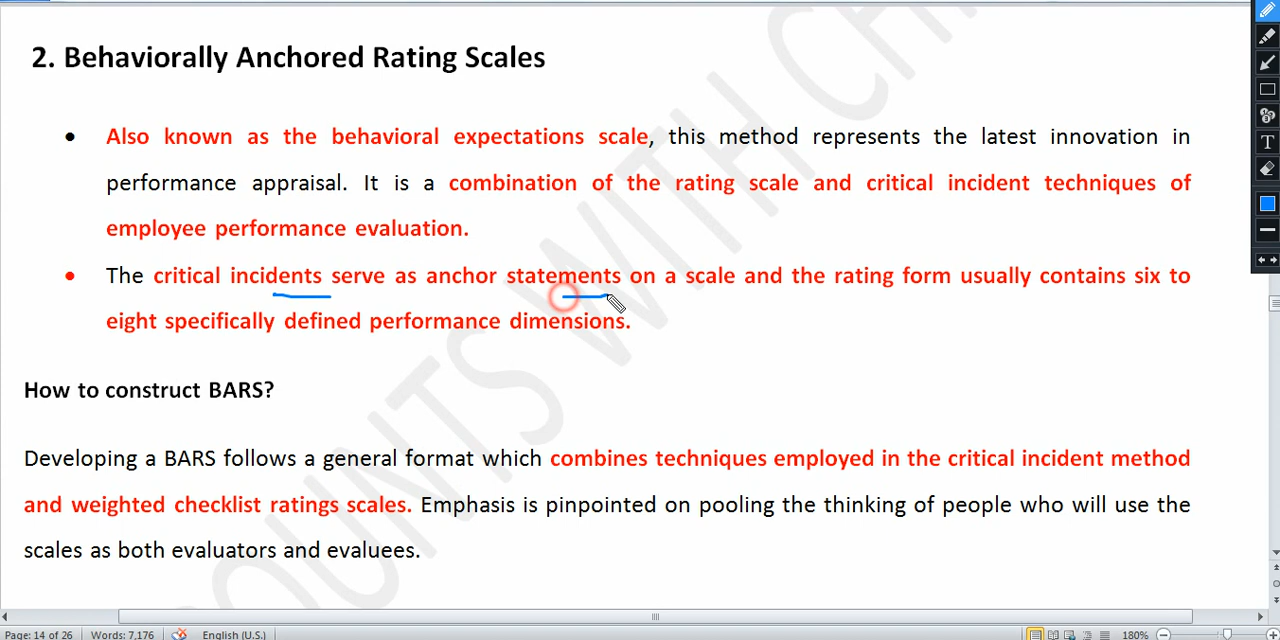 2. Behaviorally Anchored Rating Scales
• Also known as the behavioral expectations scale, this method represents the latest innovation in
performance appraisal. It is a combination of the rating scale and critical incident techniques of
employee performance evaluation.
• The critical incidents serve as anchor statements on a scale and the rating form usually contains six to
eight specifically defined performance dimensions.
How to construct BARS?
Developing a BARS follows a general format which combines techniques employed in the critical incident method
and weighted checklist ratings scales. Emphasis is pinpointed on pooling the thinking of people who will use the
scales as both evaluators and evaluees.
OUNTS WITH CH
T
Page: 14 of 26 Words: 7,176 English (U.S.) 180%